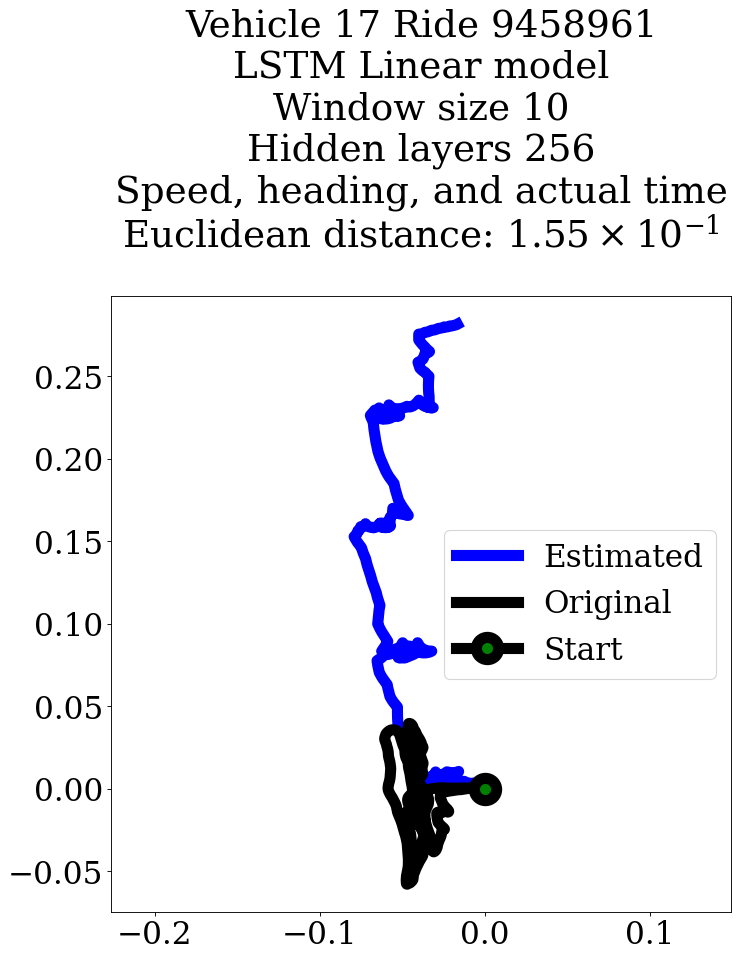 Vehicle 17 Ride 9458961
LSTM Linear model
Window size 10
Hidden layers 256
Speed, heading, and actual time
Euclidean distance: 1.55 × 10⁻¹
0.25
0.20
0.15
0.10
0.05
0.00
−0.05
Estimated
Original
Start
−0.2 −0.1 0.0 0.1